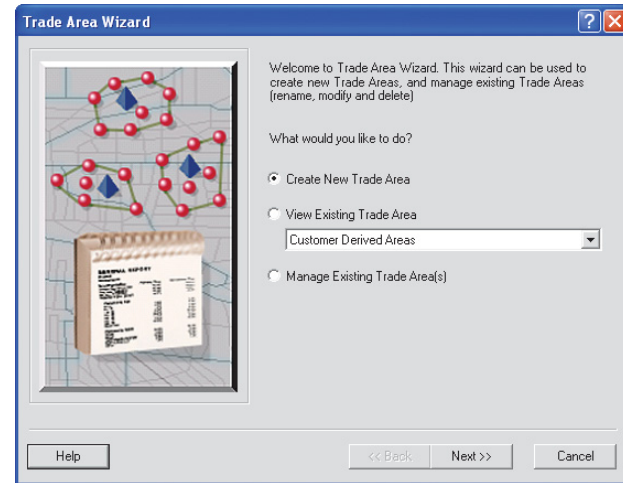 Trade Area Wizard
Welcome to Trade Area Wizard. This wizard can be used to
create new Trade Areas, and manage existing Trade Areas
(rename, modify and delete)
What would you like to do?
Create New Trade Area
View Existing Trade Area
Customer Derived Areas
Manage Existing Trade Area(s)
Help
<< Back
Next >>
Cancel